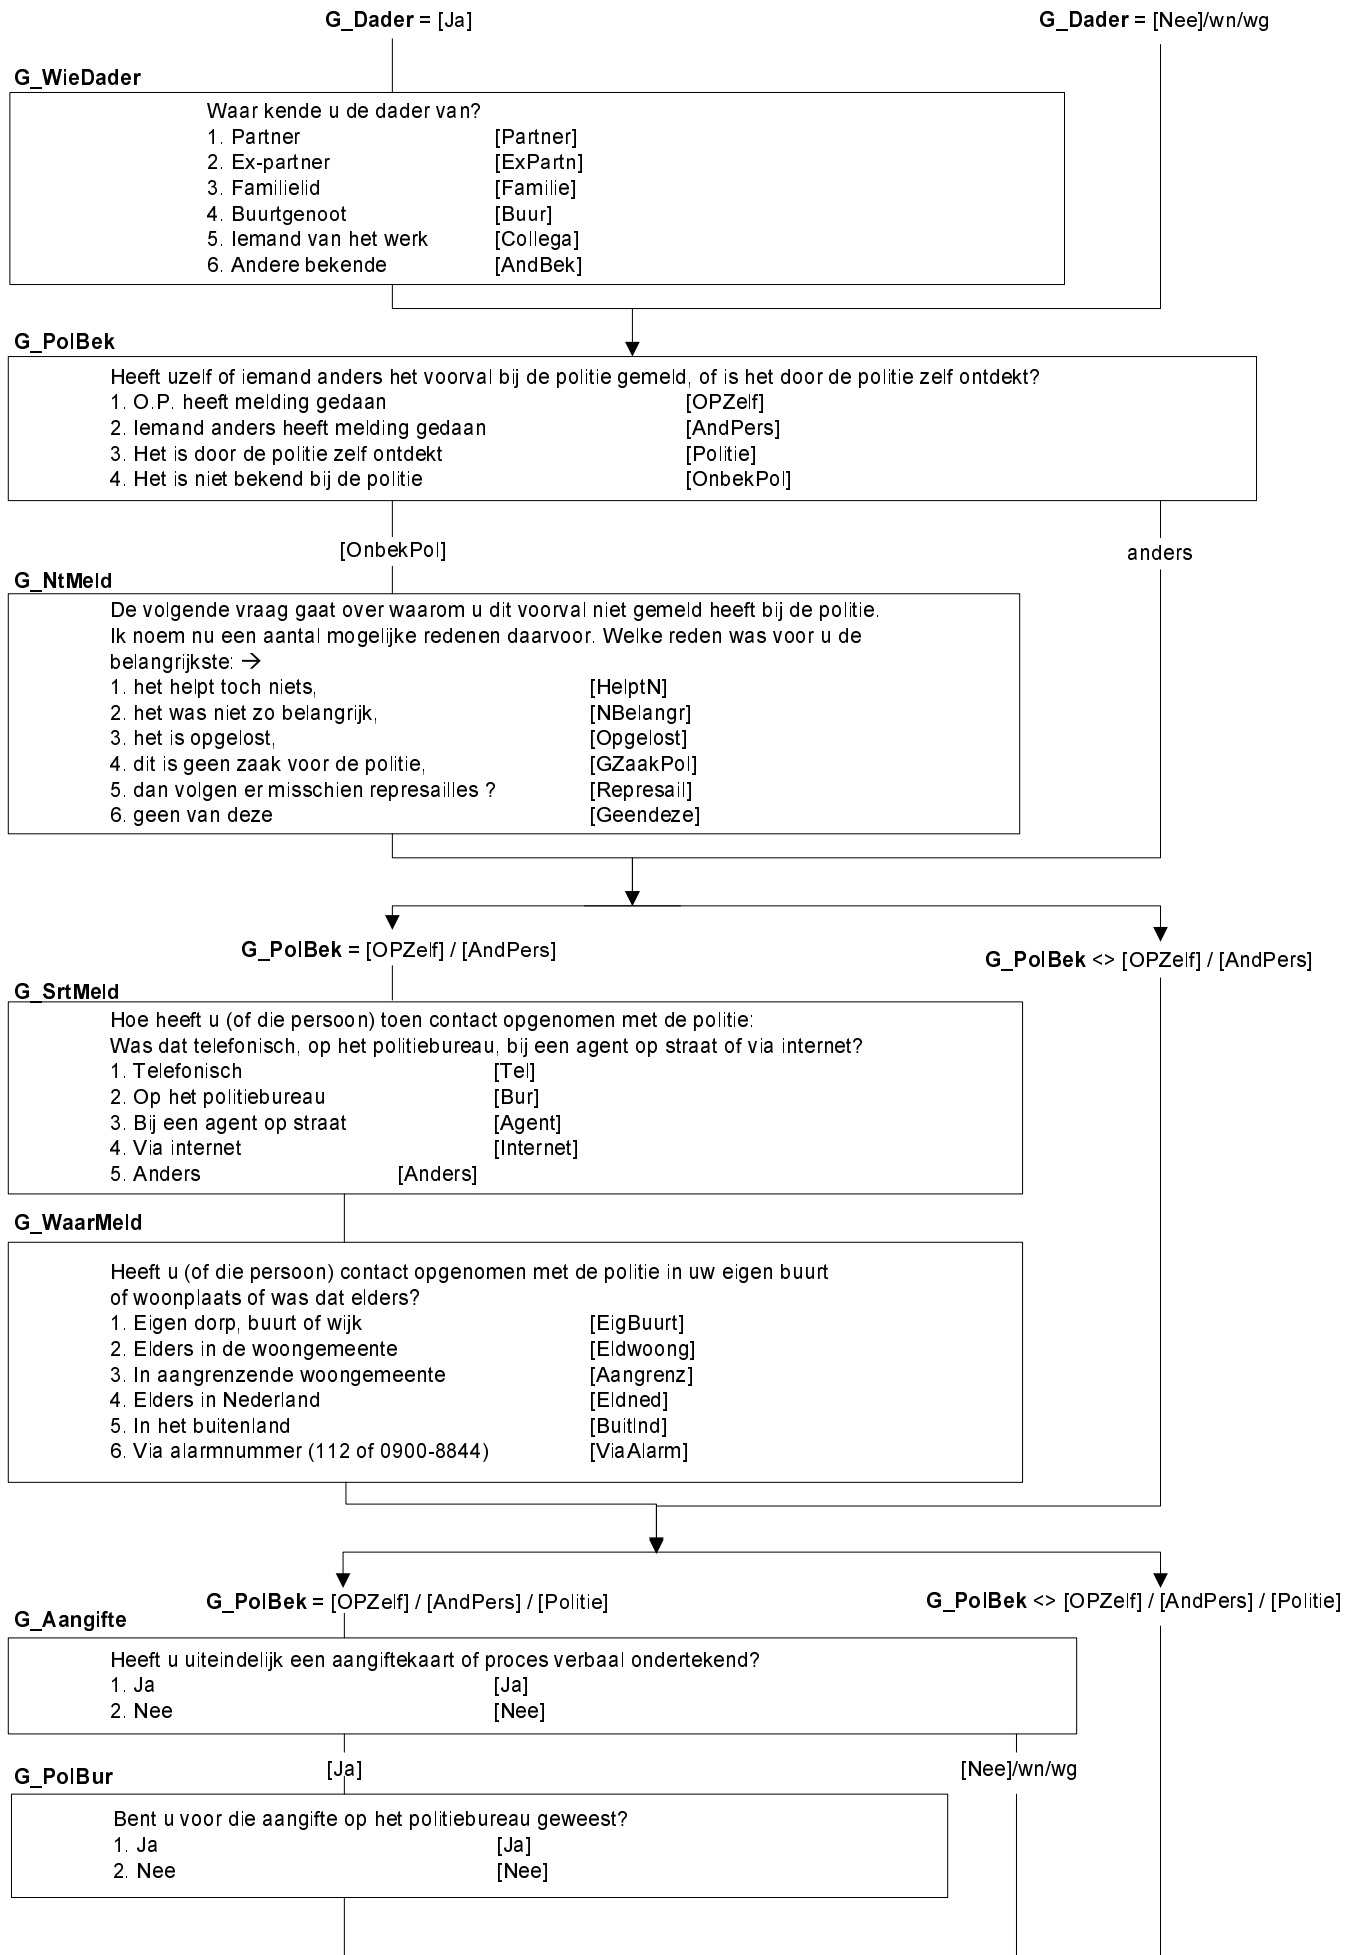 G_Dader = [Ja]
G_Dader = [Nee]/wn/wg
G_WieDader
Waar kende u de dader van?
1. Partner [Partner]
2. Ex-partner [ExPartn]
3. Familielid [Familie]
4. Buurtgenoot [Buur]
5. Iemand van het werk [Collega]
6. Andere bekende [AndBek]
G_PolBek
Heeft uzelf of iemand anders het voorval bij de politie gemeld, of is het door de politie zelf ontdekt?
1. O.P. heeft melding gedaan [OPZelf]
2. Iemand anders heeft melding gedaan [AndPers]
3. Het is door de politie zelf ontdekt [Politie]
4. Het is niet bekend bij de politie [OnbekPol]
[OnbekPol]
anders
G_NtMeld
De volgende vraag gaat over waarom u dit voorval niet gemeld heeft bij de politie.
Ik noem nu een aantal mogelijke redenen daarvoor. Welke reden was voor u de
belangrijkste: →
1. het helpt toch niets, [HelptN]
2. het was niet zo belangrijk, [NBelangr]
3. het is opgelost, [Opgelost]
4. dit is geen zaak voor de politie, [GZaakPol]
5. dan volgen er misschien represailles ? [Represail]
6. geen van deze [Geendeze]
G_PolBek = [OPZelf] / [AndPers]
G_PolBek <> [OPZelf] / [AndPers]
G_SrtMeld
Hoe heeft u (of die persoon) toen contact opgenomen met de politie:
Was dat telefonisch, op het politiebureau, bij een agent op straat of via internet?
1. Telefonisch [Tel]
2. Op het politiebureau [Bur]
3. Bij een agent op straat [Agent]
4. Via internet [Internet]
5. Anders [Anders]
G_WaarMeld
Heeft u (of die persoon) contact opgenomen met de politie in uw eigen buurt
of woonplaats of was dat elders?
1. Eigen dorp, buurt of wijk [EigBuurt]
2. Elders in de woongemeente [Eldwoong]
3. In aangrenzende woongemeente [Aangrenz]
4. Elders in Nederland [Eldned]
5. In het buitenland [Buitlnd]
6. Via alarmnummer (112 of 0900-8844) [ViaAlarm]
G_PolBek = [OPZelf] / [AndPers] / [Politie]
G_PolBek <> [OPZelf] / [AndPers] / [Politie]
G_Aangifte
Heeft u uiteindelijk een aangiftekaart of proces verbaal ondertekend?
1. Ja [Ja]
2. Nee [Nee]
[Ja]
[Nee]/wn/wg
G_PolBur
Bent u voor die aangifte op het politiebureau geweest?
1. Ja [Ja]
2. Nee [Nee]